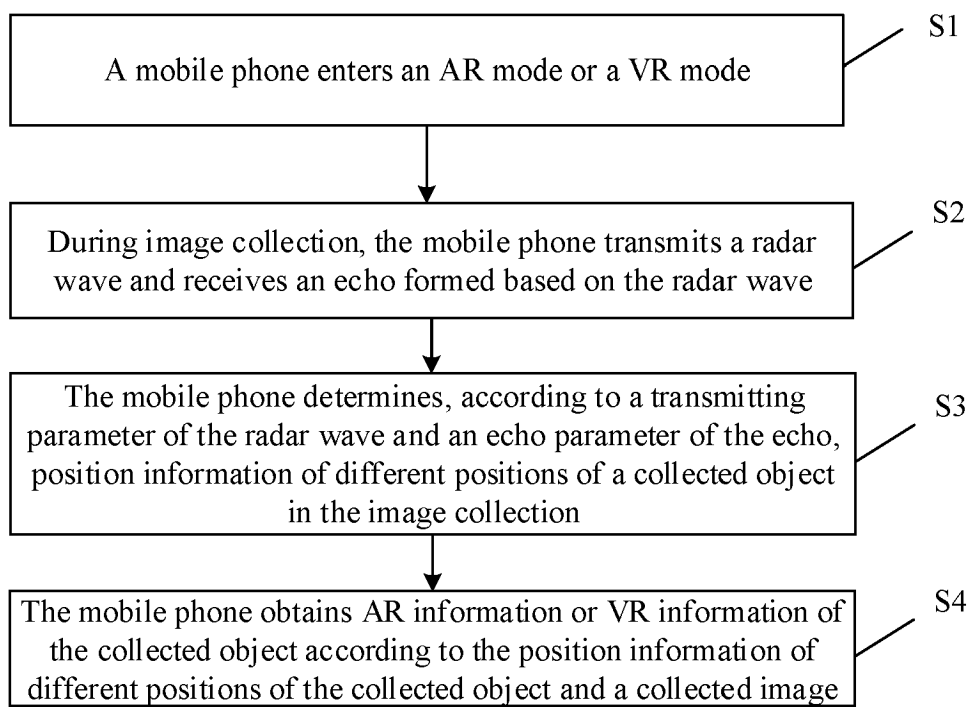 S1
A mobile phone enters an AR mode or a VR mode
S2
During image collection, the mobile phone transmits a radar
wave and receives an echo formed based on the radar wave
S3
The mobile phone determines, according to a transmitting
parameter of the radar wave and an echo parameter of the echo,
position information of different positions of a collected object
in the image collection
S4
The mobile phone obtains AR information or VR information of
the collected object according to the position information of
different positions of the collected object and a collected image